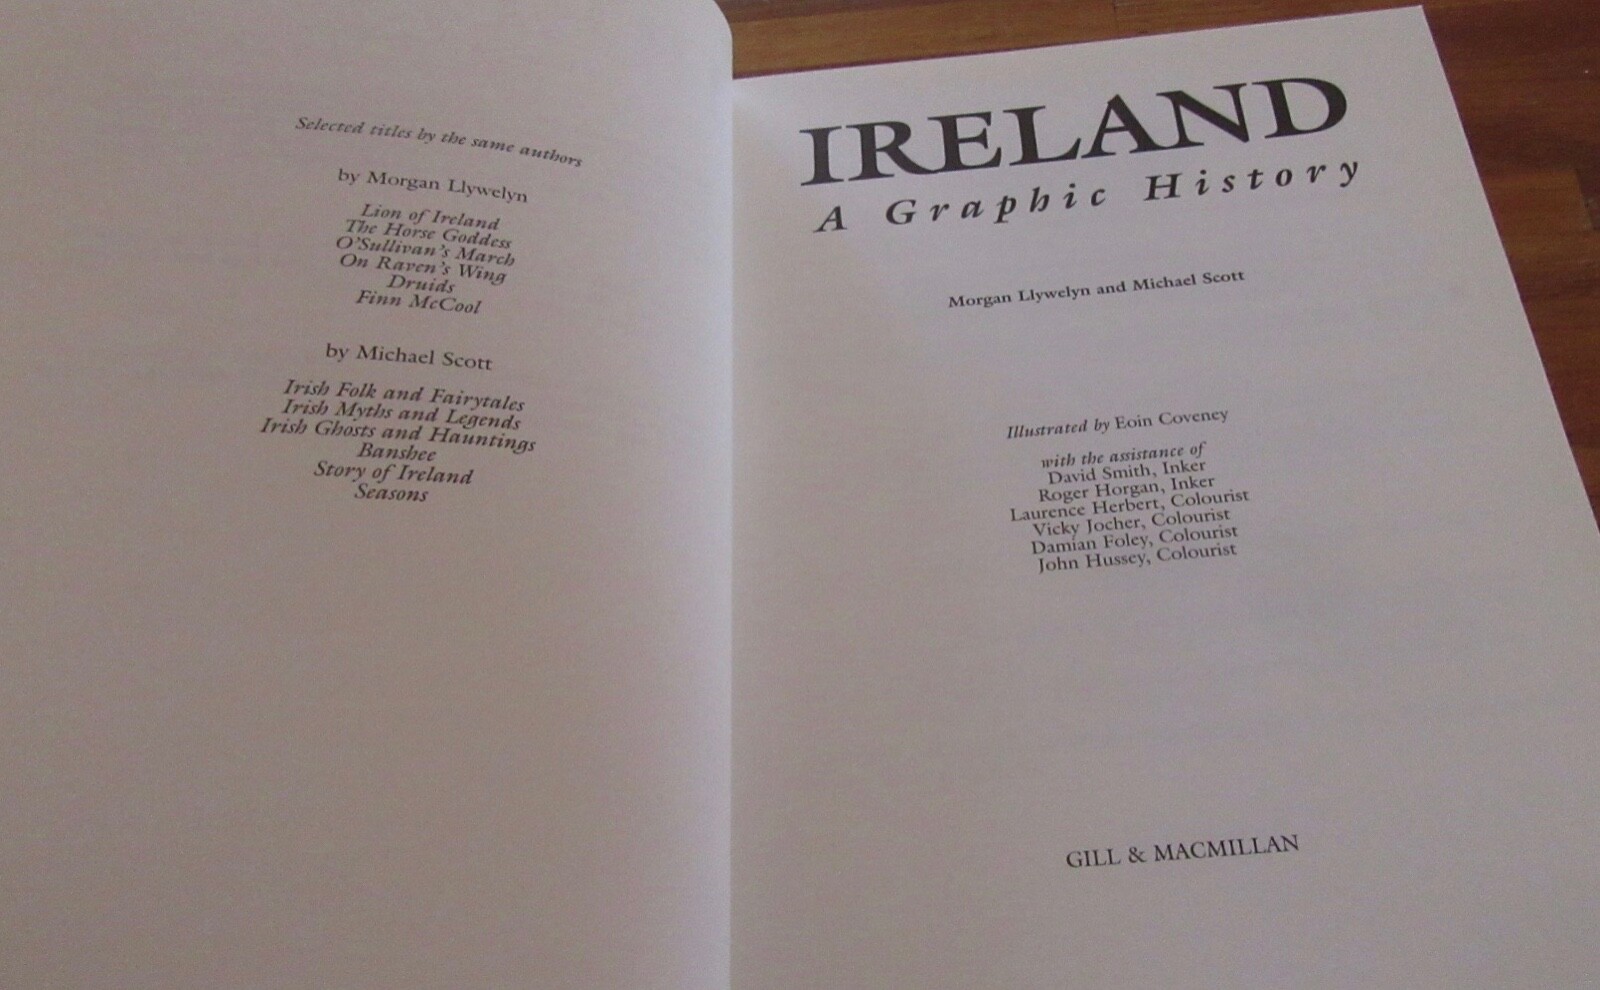 Selected titles by the same authors
by Morgan Llywelyn
Lion of Ireland
The Horse Goddess
O'Sullivan's March
On Raven's Wing
Druids
Finn McCool
by Michael Scott
Irish Folk and Fairytales
Irish Myths and Legends
Irish Ghosts and Hauntings
Banshee
Story of Ireland
Seasons
IRELAND
A Graphic History
Morgan Llywelyn and Michael Scott
Illustrated by Eoin Coveney
with the assistance of
David Smith, Inker
Roger Horgan, Inker
Laurence Herbert, Colourist
Vicky Jocher, Colourist
Damian Foley, Colourist
John Hussey, Colourist
GILL & MACMILLAN